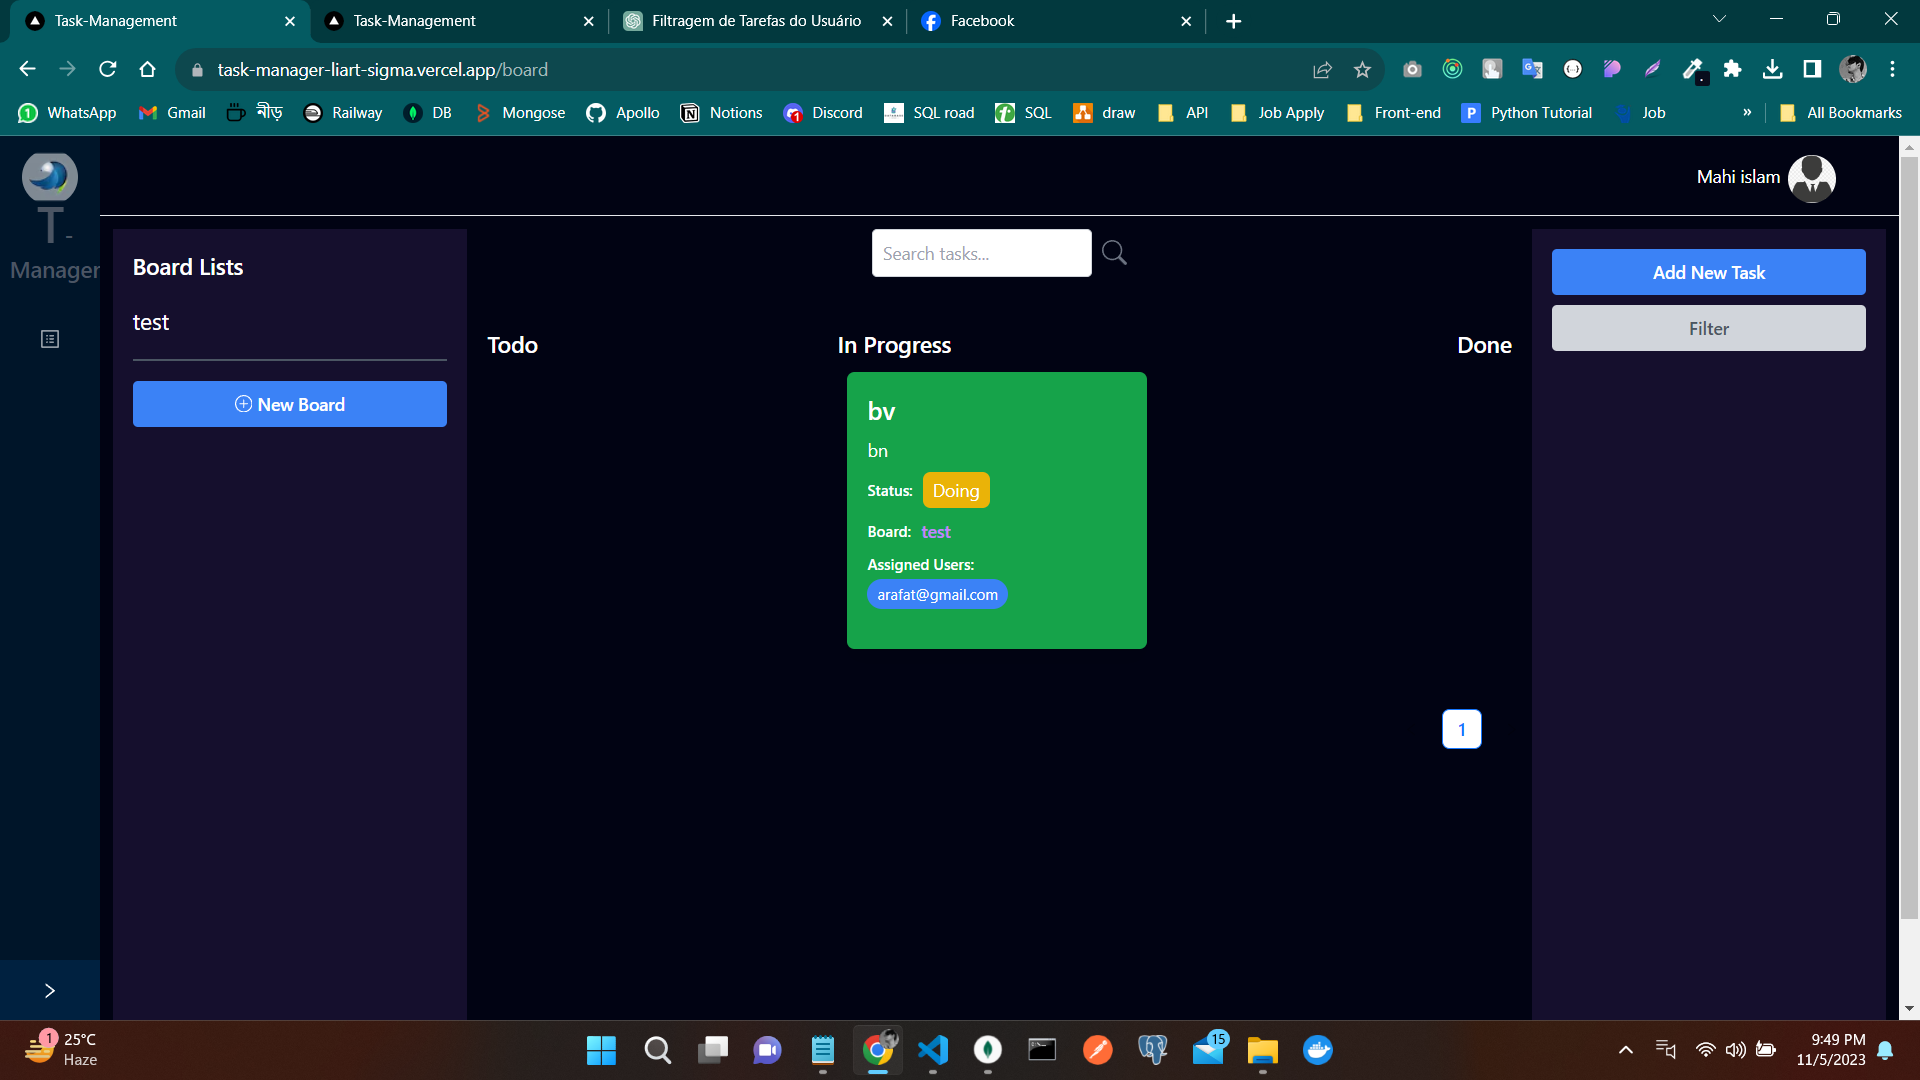 Task-Management
Task-Management
Filtragem de Tarefas do Usuário
Facebook
task-manager-liart-sigma.vercel.app/board
WhatsApp
Gmail
নীড়
Railway
DB
Mongose
Apollo
Notions
Discord
SQL road
SQL
draw
API
Job Apply
Front-end
Python Tutorial
Job
»
All Bookmarks
T-
Manager
Mahi islam
Board Lists
test
New Board
Search tasks...
Todo
In Progress
Done
bv
bn
Status: Doing
Board: test
Assigned Users:
arafat@gmail.com
1
Add New Task
Filter
1
25°C
Haze
15
9:49 PM
11/5/2023